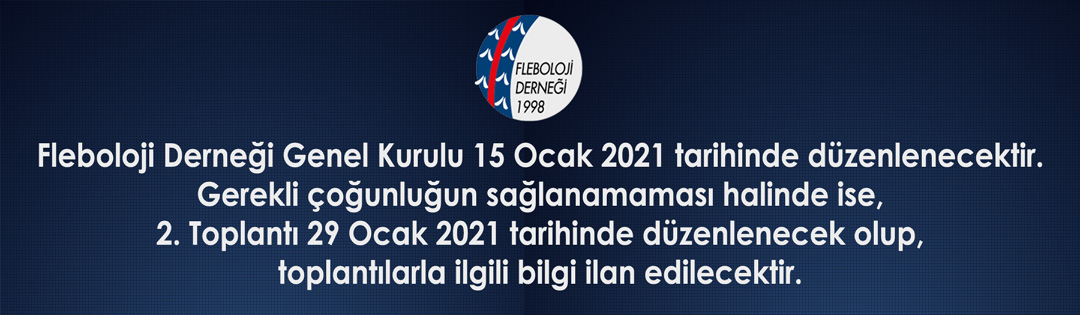 FLEBOLOJİ
DERNEĞİ
1998
Fleboloji Derneği Genel Kurulu 15 Ocak 2021 tarihinde düzenlenecektir.
Gerekli çoğunluğun sağlanamaması halinde ise,
2. Toplantı 29 Ocak 2021 tarihinde düzenlenecek olup,
toplantılarla ilgili bilgi ilan edilecektir.